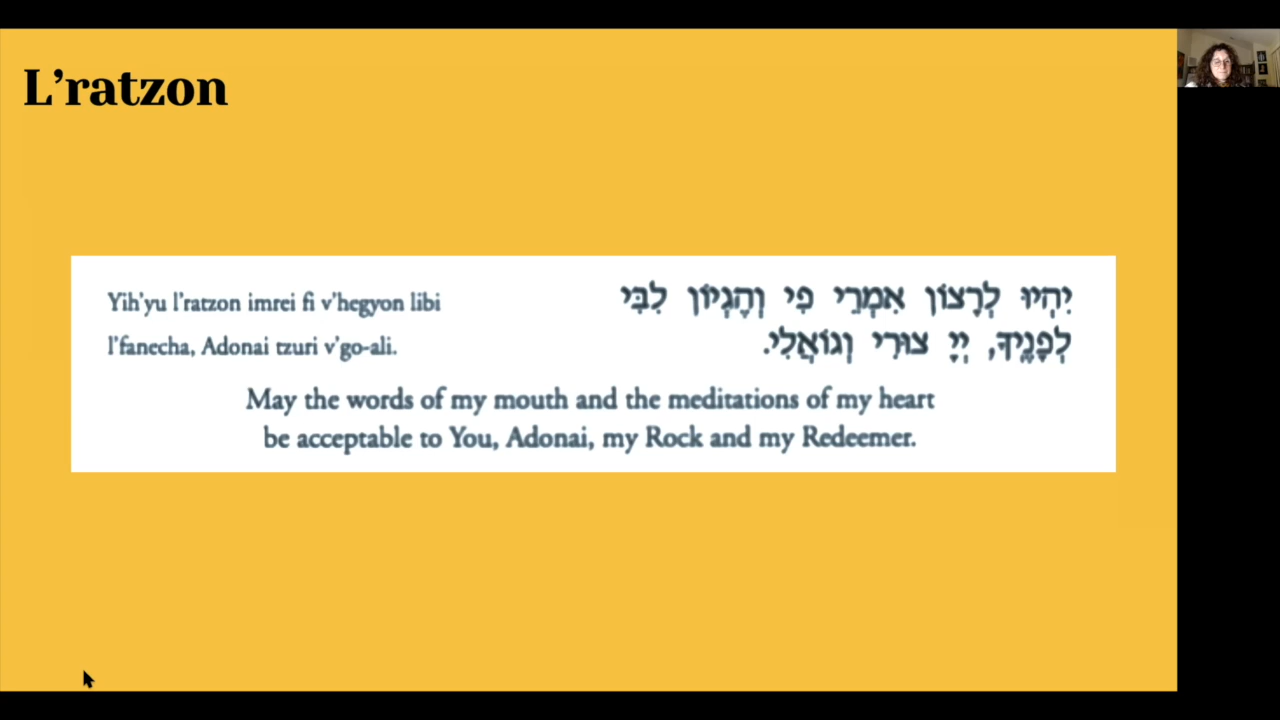 L’ratzon
Yih’yu l’ratzon imrei fi v’hegyon libi
l’fanecha, Adonai tzuri v’go-ali.
יִהְיוּ לְרָצוֹן אִמְרֵי פִי וְהֶגְיוֹן לִבִּי
לְפָנֶיךָ, יְיָ צוּרִי וְגוֹאֲלִי.
May the words of my mouth and the meditations of my heart
be acceptable to You, Adonai, my Rock and my Redeemer.